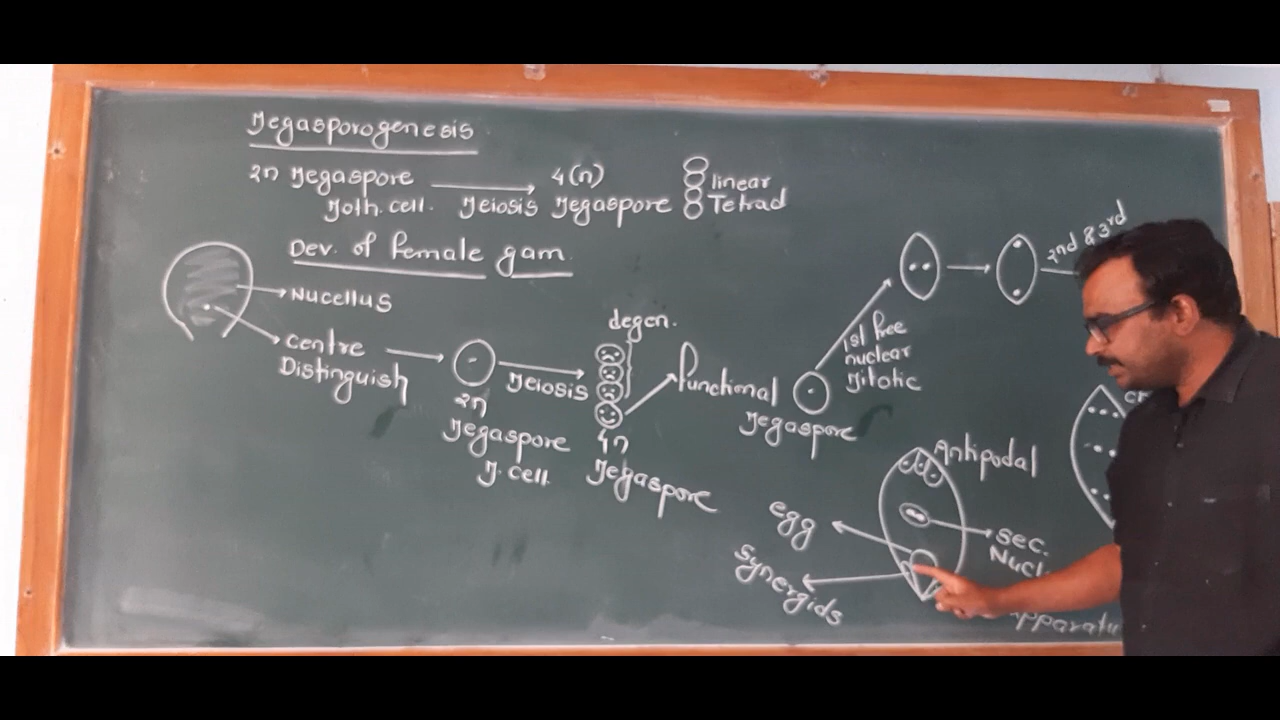 Megasporogenesis
2n Megaspore
Moth. cell.
Meiosis
4(n)
Megaspore
linear
Tetrad
Dev. of female gam.
Nucellus
centre
Distinguish
2n
Megaspore
M. cell.
Meiosis
degen.
4n
Megaspore
functional
Megaspore
1st free
nuclear
Mitotic
2nd & 3rd
Antipodal
sec.
Nucl
egg
Synergids